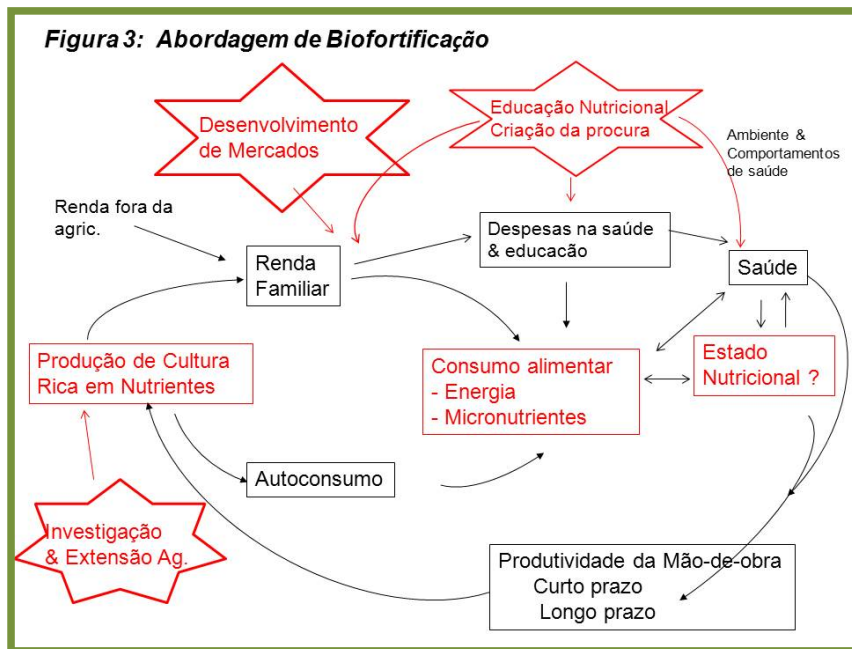 Figura 3:  Abordagem de Biofortificação
Desenvolvimento
de Mercados
Educação Nutricional
Criação da procura
Ambiente &
Comportamentos
de saúde
Renda fora da
agric.
Renda
Familiar
Despesas na saúde
& educacão
Saúde
Produção de Cultura
Rica em Nutrientes
Consumo alimentar
- Energia
- Micronutrientes
Estado
Nutricional ?
Autoconsumo
Investigação
& Extensão Ag.
Produtividade da Mão-de-obra
Curto prazo
Longo prazo